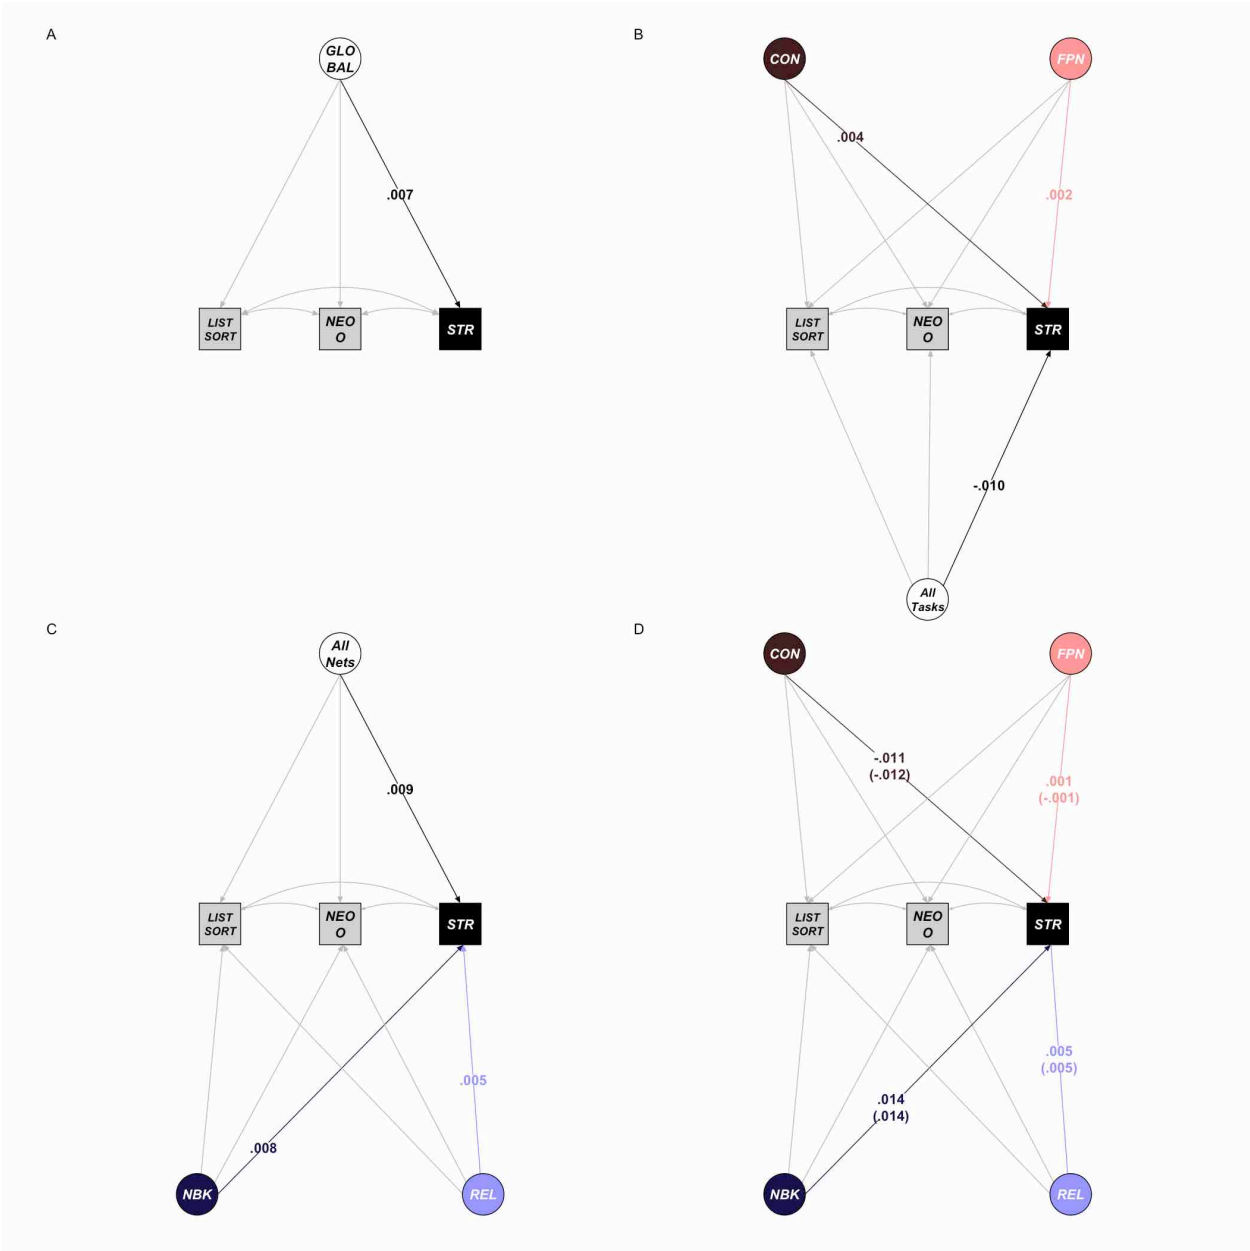 A
GLO
BAL
.007
LIST
SORT
NEO
O
STR
B
CON
FPN
.004
.002
LIST
SORT
NEO
O
STR
-.010
All
Tasks
C
All
Nets
.009
LIST
SORT
NEO
O
STR
.005
.008
NBK
REL
D
CON
FPN
-.011
(-.012)
.001
(-.001)
LIST
SORT
NEO
O
STR
.005
(.005)
.014
(.014)
NBK
REL